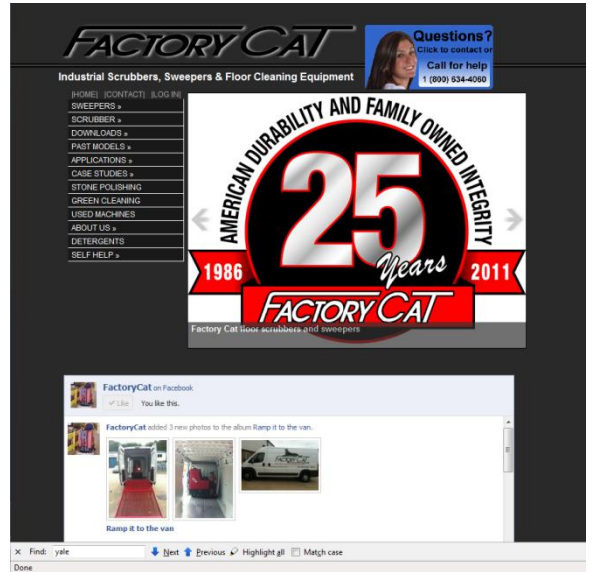 FACTORY CAT
Industrial Scrubbers, Sweepers & Floor Cleaning Equipment
Questions?
Click to contact or
Call for help
1 (800) 634-4060
|HOME| |CONTACT| |LOG IN|
SWEEPERS »
SCRUBBER »
DOWNLOADS »
PAST MODELS »
APPLICATIONS »
CASE STUDIES »
STONE POLISHING
GREEN CLEANING
USED MACHINES
ABOUT US »
DETERGENTS
SELF HELP »
AMERICAN DURABILITY AND FAMILY OWNED INTEGRITY
25
Years
1986
2011
FACTORY CAT
Factory Cat floor scrubbers and sweepers
FactoryCat on Facebook
Like You like this.
FactoryCat added 3 new photos to the album Ramp it to the van.
FACTORY CAT
Ramp it to the van
Find: yale Next Previous Highlight all Match case
Done